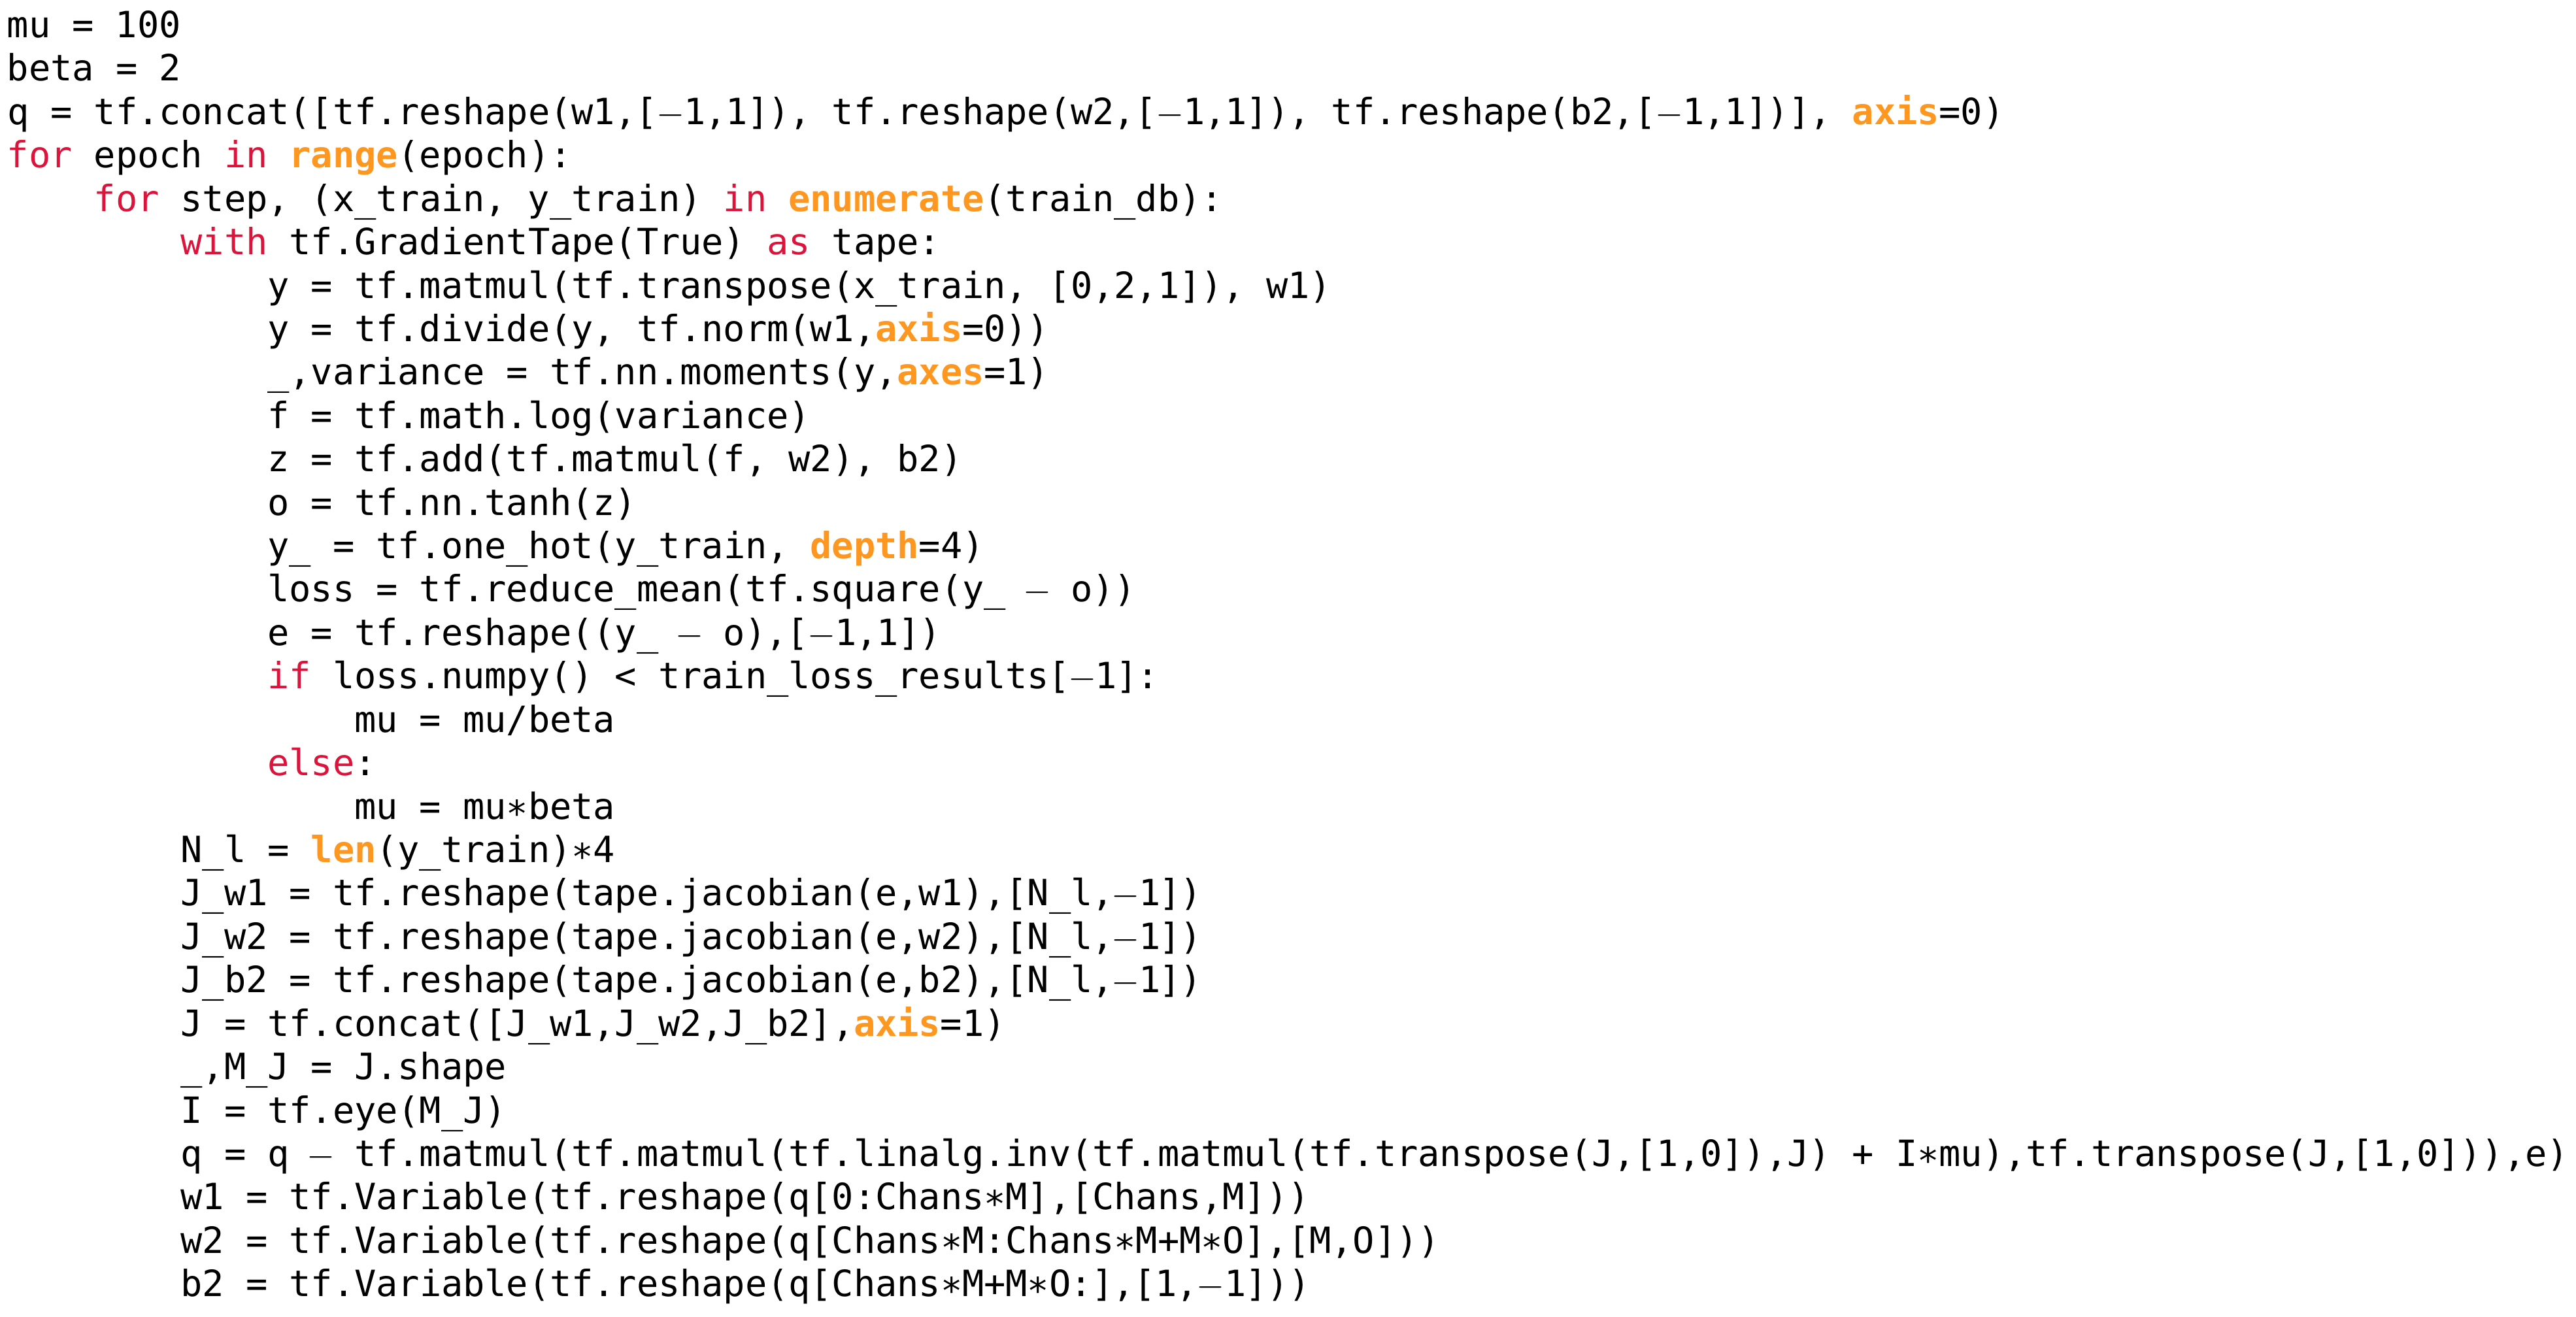 mu = 100
beta = 2
q = tf.concat([tf.reshape(w1,[−1,1]), tf.reshape(w2,[−1,1]), tf.reshape(b2,[−1,1])], axis=0)
for epoch in range(epoch):
    for step, (x_train, y_train) in enumerate(train_db):
        with tf.GradientTape(True) as tape:
            y = tf.matmul(tf.transpose(x_train, [0,2,1]), w1)
            y = tf.divide(y, tf.norm(w1,axis=0))
            _,variance = tf.nn.moments(y,axes=1)
            f = tf.math.log(variance)
            z = tf.add(tf.matmul(f, w2), b2)
            o = tf.nn.tanh(z)
            y_ = tf.one_hot(y_train, depth=4)
            loss = tf.reduce_mean(tf.square(y_ − o))
            e = tf.reshape((y_ − o),[−1,1])
            if loss.numpy() < train_loss_results[−1]:
                mu = mu/beta
            else:
                mu = mu∗beta
        N_l = len(y_train)∗4
        J_w1 = tf.reshape(tape.jacobian(e,w1),[N_l,−1])
        J_w2 = tf.reshape(tape.jacobian(e,w2),[N_l,−1])
        J_b2 = tf.reshape(tape.jacobian(e,b2),[N_l,−1])
        J = tf.concat([J_w1,J_w2,J_b2],axis=1)
        _,M_J = J.shape
        I = tf.eye(M_J)
        q = q − tf.matmul(tf.matmul(tf.linalg.inv(tf.matmul(tf.transpose(J,[1,0]),J) + I∗mu),tf.transpose(J,[1,0])),e)
        w1 = tf.Variable(tf.reshape(q[0:Chans∗M],[Chans,M]))
        w2 = tf.Variable(tf.reshape(q[Chans∗M:Chans∗M+M∗O],[M,O]))
        b2 = tf.Variable(tf.reshape(q[Chans∗M+M∗O:],[1,−1]))